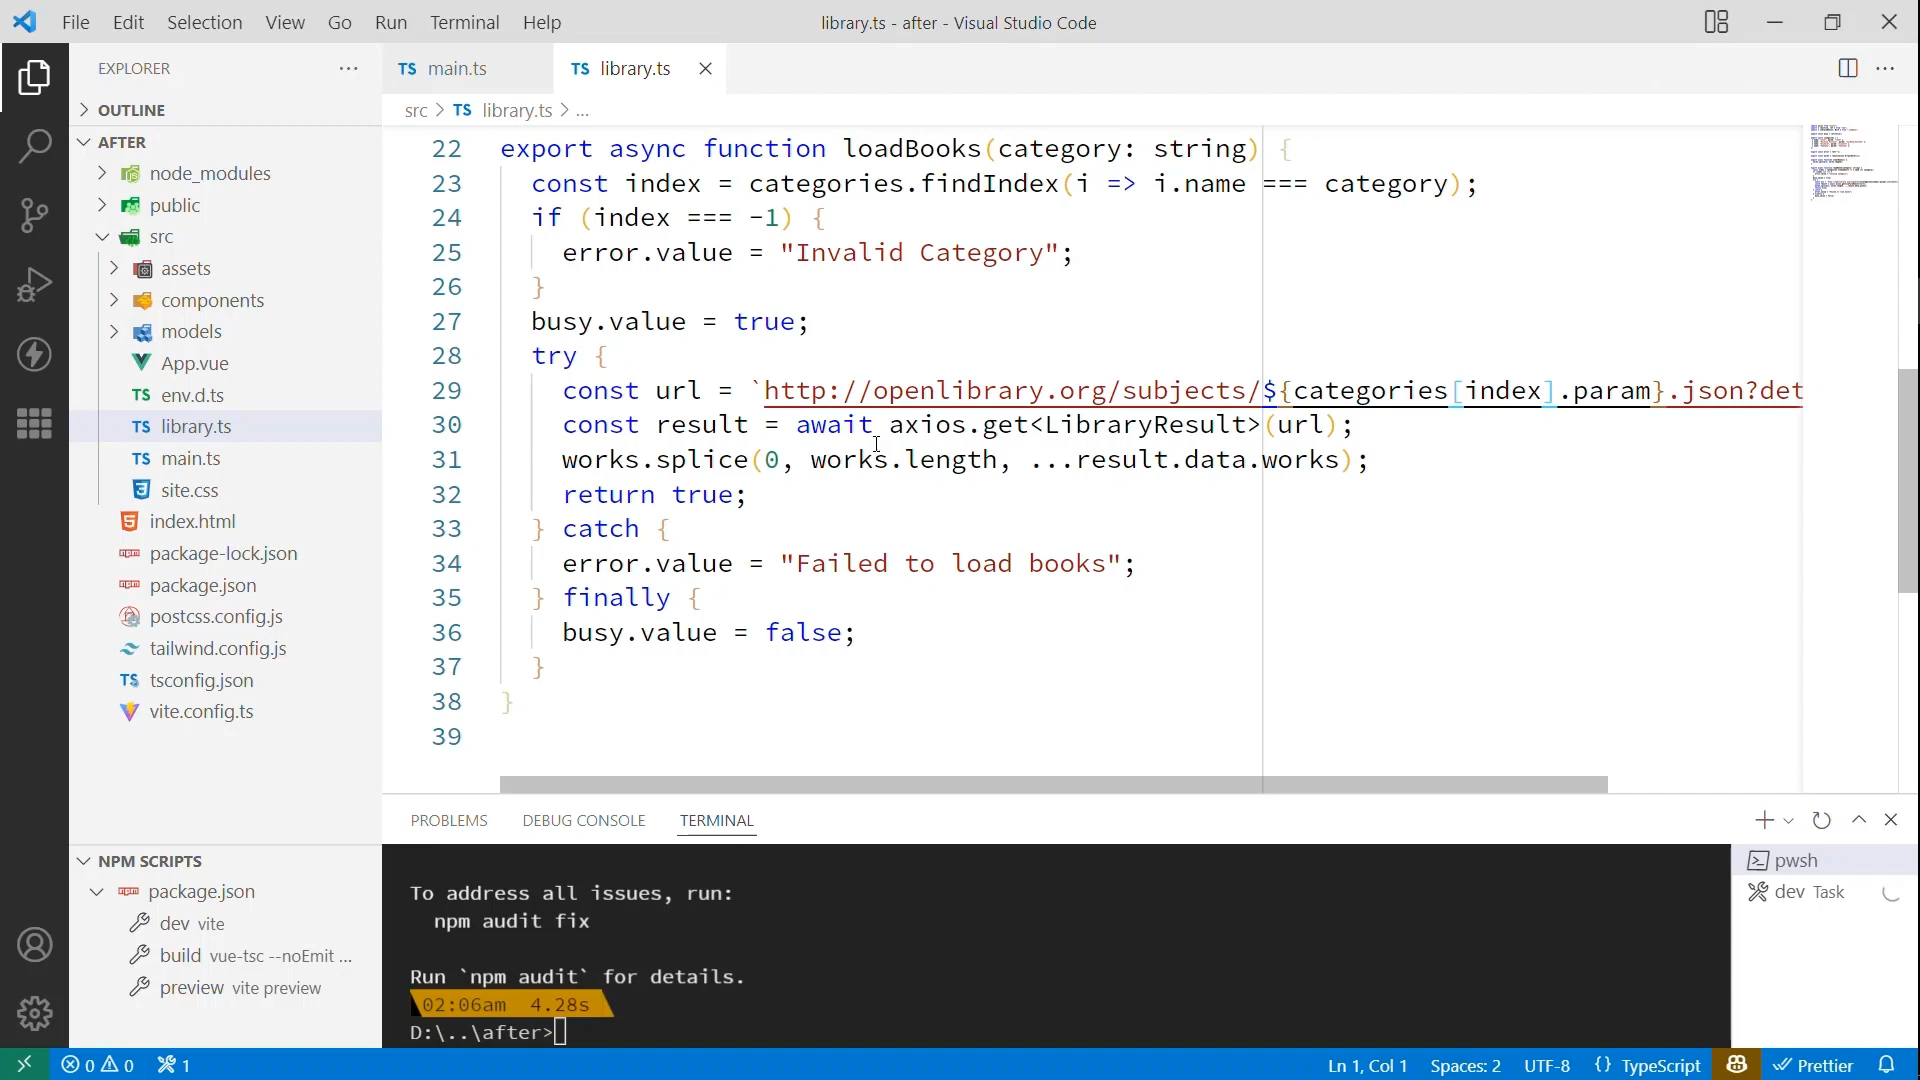 File Edit Selection View Go Run Terminal Help
library.ts - after - Visual Studio Code
EXPLORER
OUTLINE
AFTER
node_modules
public
src
assets
components
models
App.vue
TS env.d.ts
TS library.ts
TS main.ts
site.css
index.html
package-lock.json
package.json
postcss.config.js
tailwind.config.js
TS tsconfig.json
vite.config.ts
NPM SCRIPTS
package.json
dev vite
build vue-tsc --noEmit ...
preview vite preview
TS main.ts
TS library.ts
src > TS library.ts > ...
22 export async function loadBooks(category: string) {
23 const index = categories.findIndex(i => i.name === category);
24 if (index === -1) {
25 error.value = "Invalid Category";
26 }
27 busy.value = true;
28 try {
29 const url = `http://openlibrary.org/subjects/${categories[index].param}.json?det
30 const result = await axios.get<LibraryResult>(url);
31 works.splice(0, works.length, ...result.data.works);
32 return true;
33 } catch {
34 error.value = "Failed to load books";
35 } finally {
36 busy.value = false;
37 }
38 }
39
PROBLEMS DEBUG CONSOLE TERMINAL
To address all issues, run:
npm audit fix
Run `npm audit` for details.
02:06am 4.28s
D:\..\after>
pwsh
dev Task
0 0 1
Ln 1, Col 1 Spaces: 2 UTF-8 {} TypeScript Prettier